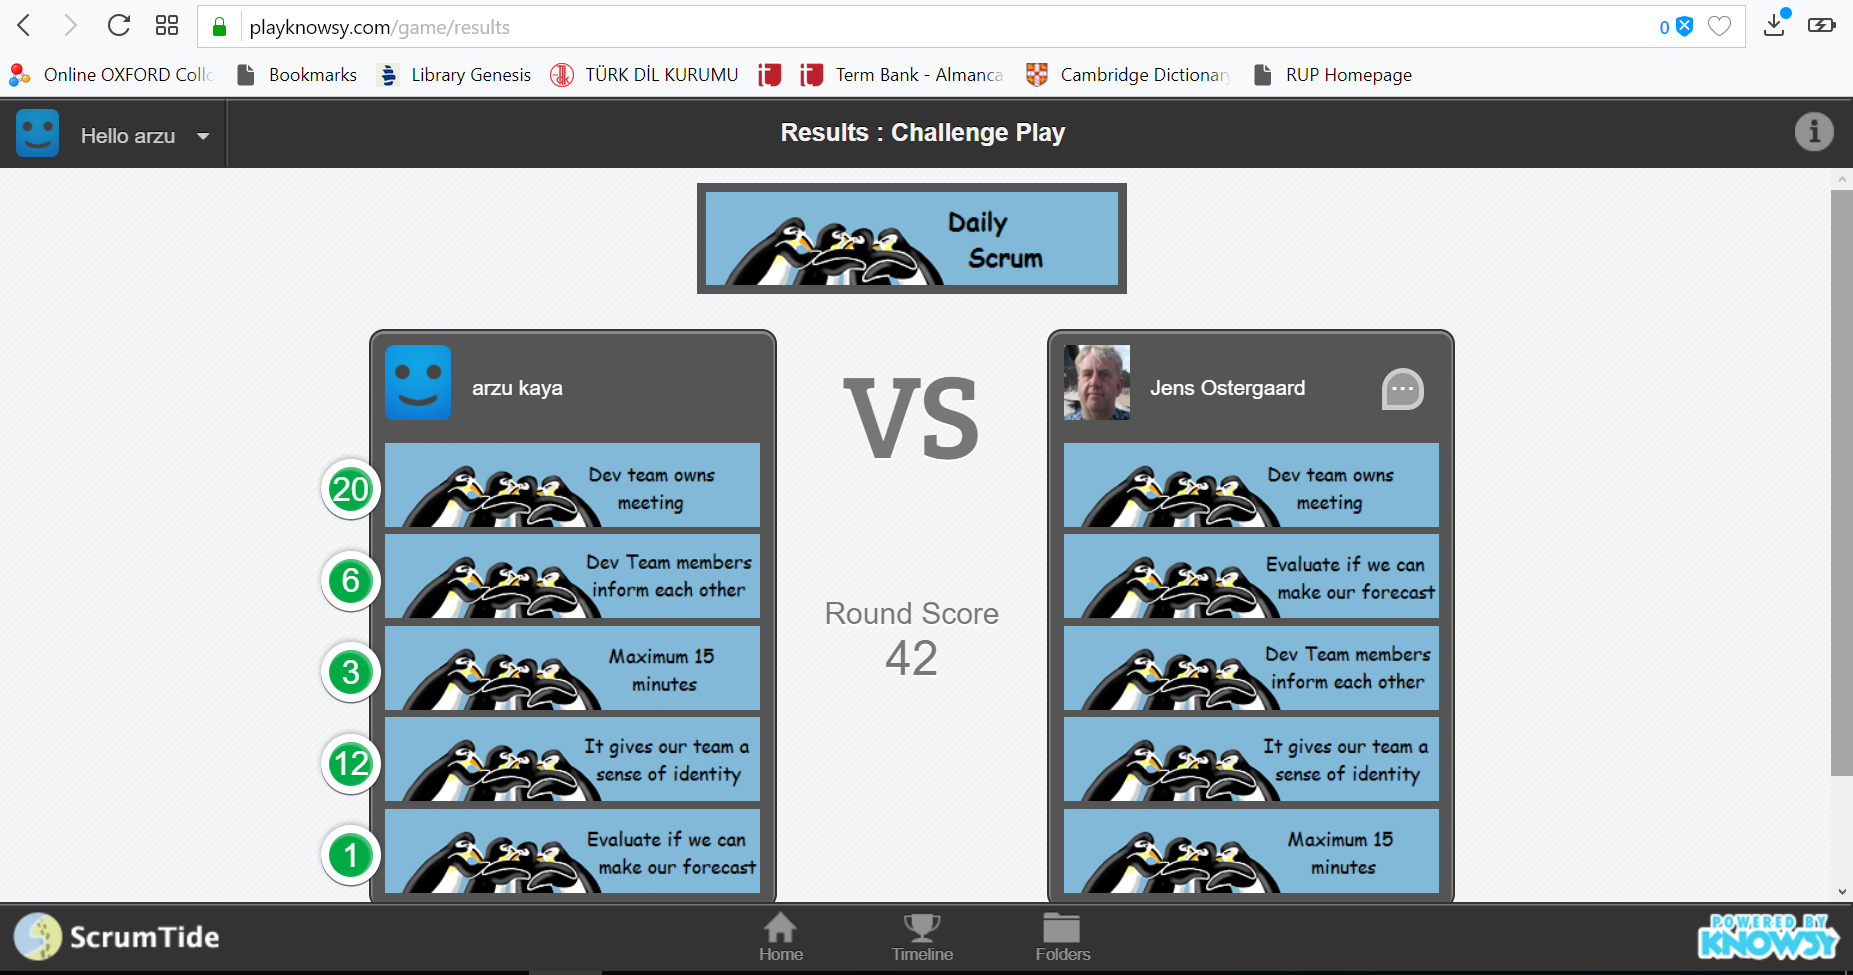 playknowsy.com/game/results
0
Online OXFORD Collo
Bookmarks
Library Genesis
TÜRK DİL KURUMU
Term Bank - Almanca
Cambridge Dictionary
RUP Homepage
Hello arzu
Results : Challenge Play
Daily
Scrum
arzu kaya
20
Dev team owns
meeting
6
Dev Team members
inform each other
3
Maximum 15
minutes
12
It gives our team a
sense of identity
1
Evaluate if we can
make our forecast
VS
Round Score
42
Jens Ostergaard
Dev team owns
meeting
Evaluate if we can
make our forecast
Dev Team members
inform each other
It gives our team a
sense of identity
Maximum 15
minutes
ScrumTide
Home
Timeline
Folders
POWERED BY
KNOWSY